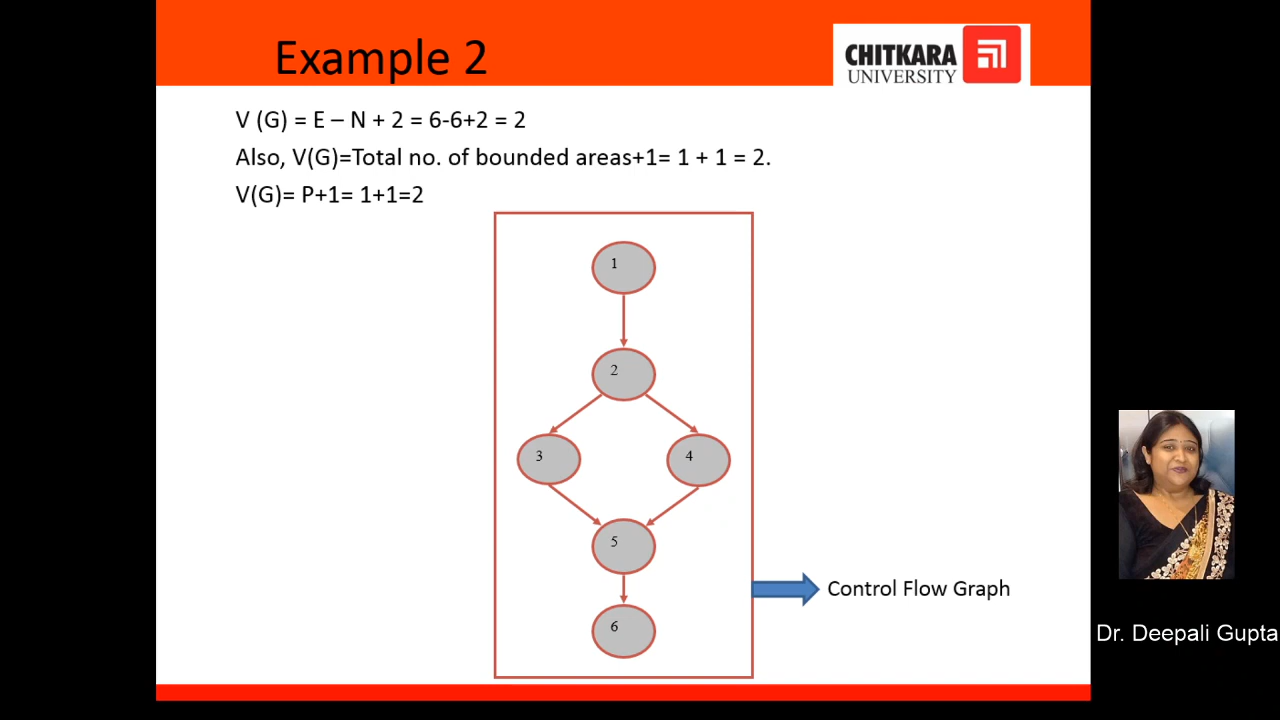 Example 2
CHITKARA
UNIVERSITY
V (G) = E – N + 2 = 6-6+2 = 2
Also, V(G)=Total no. of bounded areas+1= 1 + 1 = 2.
V(G)= P+1= 1+1=2
1
2
3
4
5
6
Control Flow Graph
Dr. Deepali Gupta